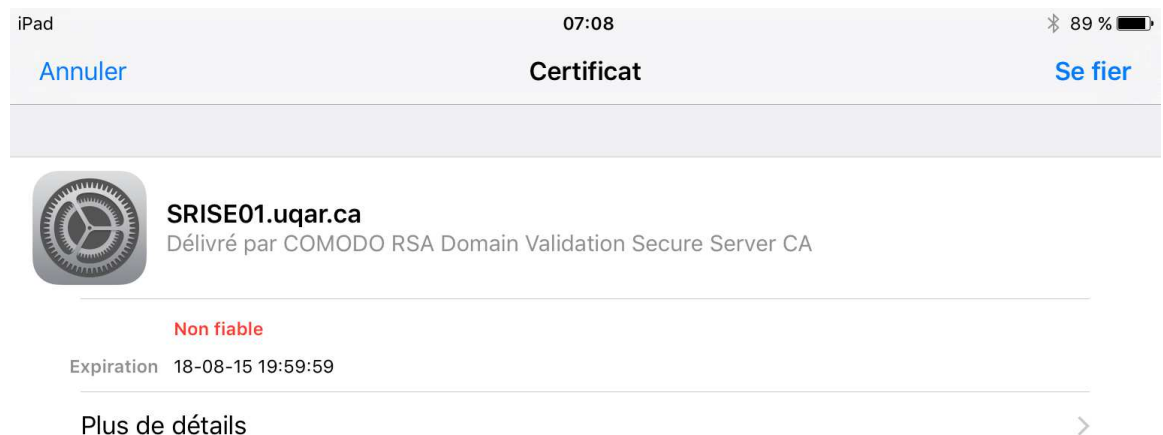 iPad 07:08 89 %
Annuler Certificat Se fier
SRISE01.uqar.ca
Délivré par COMODO RSA Domain Validation Secure Server CA
Non fiable
Expiration 18-08-15 19:59:59
Plus de détails